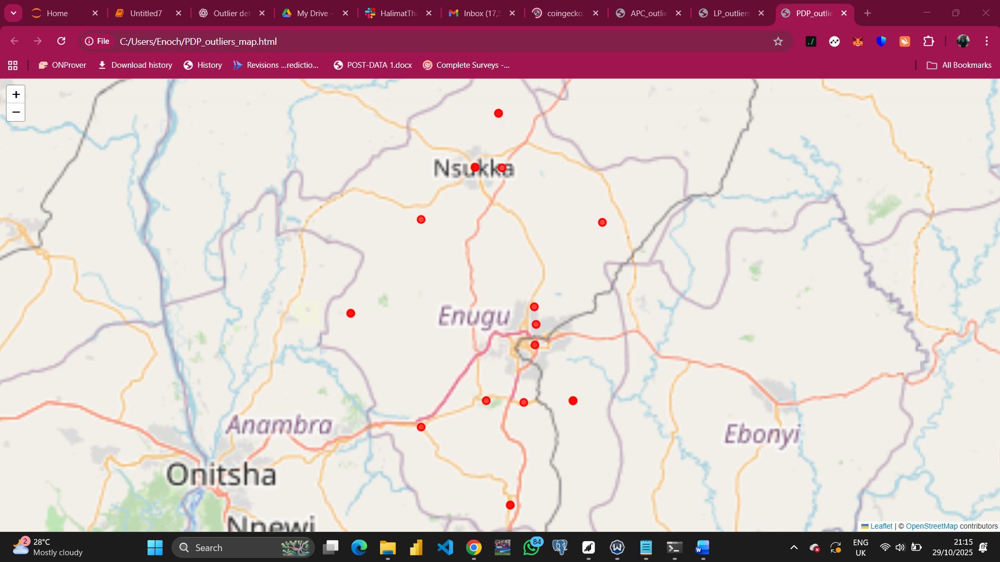 Home
Untitled7
Outlier det
My Drive -
HalimatTha
Inbox (17,5
coingecko.
APC_outlie
LP_outliers
PDP_outlie
File
C:/Users/Enoch/PDP_outliers_map.html
ONProver
Download history
History
Revisions ...redictio...
POST-DATA 1.docx
Complete Surveys -...
All Bookmarks
+
−
Nsukka
Enugu
Anambra
Ebonyi
Onitsha
Nnewi
Leaflet | © OpenStreetMap contributors
2
28°C
Mostly cloudy
Search
84
ENG
UK
21:15
29/10/2025